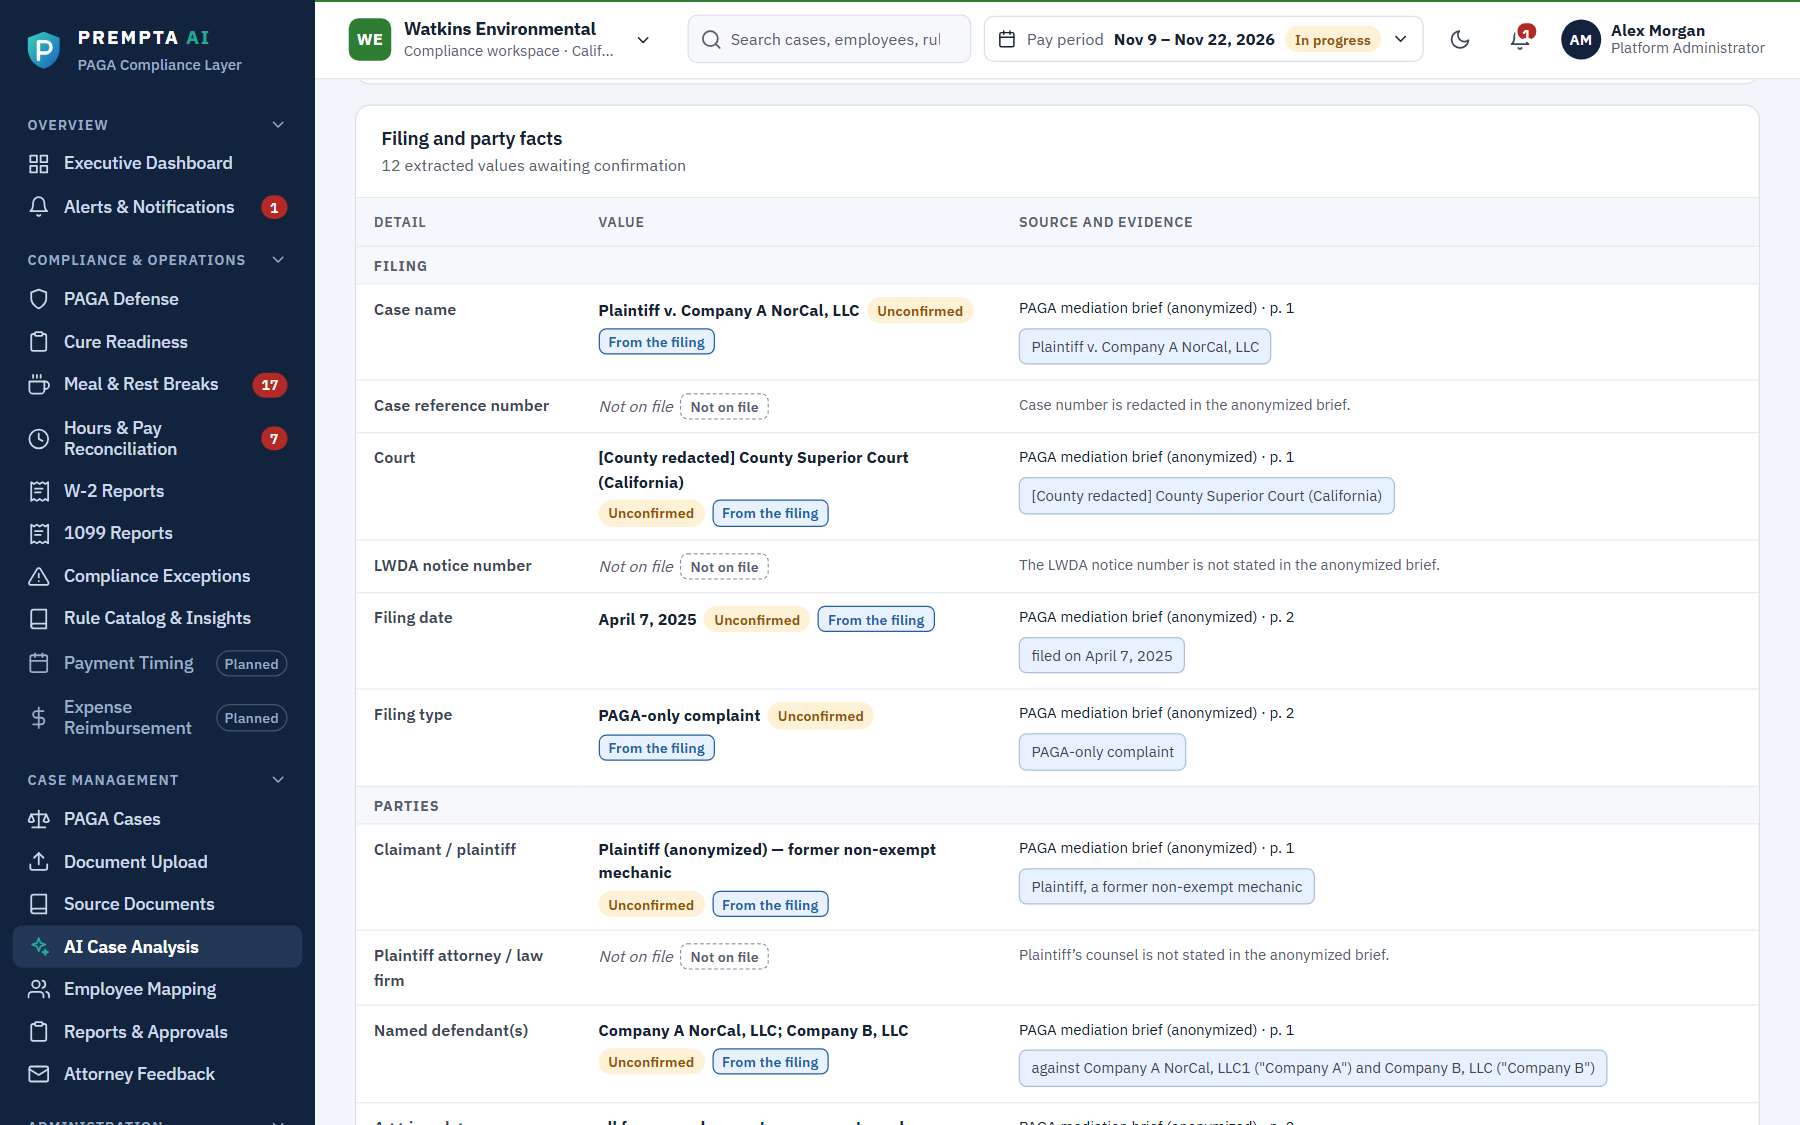 PREMPTA AI
PAGA Compliance Layer
OVERVIEW
Executive Dashboard
Alerts & Notifications 1
COMPLIANCE & OPERATIONS
PAGA Defense
Cure Readiness
Meal & Rest Breaks 17
Hours & Pay
Reconciliation 7
W-2 Reports
1099 Reports
Compliance Exceptions
Rule Catalog & Insights
Payment Timing Planned
Expense
Reimbursement Planned
CASE MANAGEMENT
PAGA Cases
Document Upload
Source Documents
AI Case Analysis
Employee Mapping
Reports & Approvals
Attorney Feedback
WE Watkins Environmental
Compliance workspace · Calif...
Search cases, employees, rul
Pay period Nov 9 – Nov 22, 2026 In progress
1
AM Alex Morgan
Platform Administrator
Filing and party facts
12 extracted values awaiting confirmation
DETAIL VALUE SOURCE AND EVIDENCE
FILING
Case name Plaintiff v. Company A NorCal, LLC Unconfirmed PAGA mediation brief (anonymized) · p. 1
From the filing Plaintiff v. Company A NorCal, LLC
Case reference number Not on file Not on file Case number is redacted in the anonymized brief.
Court [County redacted] County Superior Court PAGA mediation brief (anonymized) · p. 1
(California) [County redacted] County Superior Court (California)
Unconfirmed From the filing
LWDA notice number Not on file Not on file The LWDA notice number is not stated in the anonymized brief.
Filing date April 7, 2025 Unconfirmed From the filing PAGA mediation brief (anonymized) · p. 2
filed on April 7, 2025
Filing type PAGA-only complaint Unconfirmed PAGA mediation brief (anonymized) · p. 2
From the filing PAGA-only complaint
PARTIES
Claimant / plaintiff Plaintiff (anonymized) — former non-exempt PAGA mediation brief (anonymized) · p. 1
mechanic Plaintiff, a former non-exempt mechanic
Unconfirmed From the filing
Plaintiff attorney / law Not on file Not on file Plaintiff's counsel is not stated in the anonymized brief.
firm
Named defendant(s) Company A NorCal, LLC; Company B, LLC PAGA mediation brief (anonymized) · p. 1
Unconfirmed From the filing against Company A NorCal, LLC1 ("Company A") and Company B, LLC ("Company B")